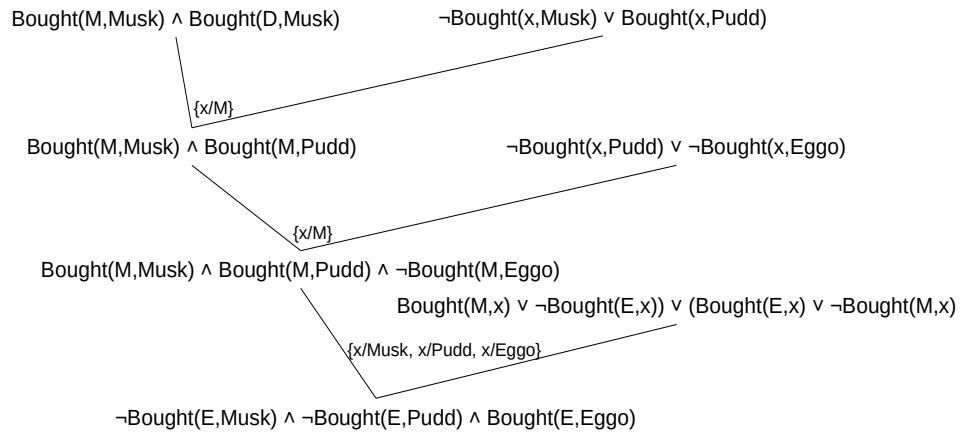 Bought(M,Musk) ∧ Bought(D,Musk)
¬Bought(x,Musk) ∨ Bought(x,Pudd)
{x/M}
Bought(M,Musk) ∧ Bought(M,Pudd)
¬Bought(x,Pudd) ∨ ¬Bought(x,Eggo)
{x/M}
Bought(M,Musk) ∧ Bought(M,Pudd) ∧ ¬Bought(M,Eggo)
Bought(M,x) ∨ ¬Bought(E,x)) ∨ (Bought(E,x) ∨ ¬Bought(M,x)
{x/Musk, x/Pudd, x/Eggo}
¬Bought(E,Musk) ∧ ¬Bought(E,Pudd) ∧ Bought(E,Eggo)